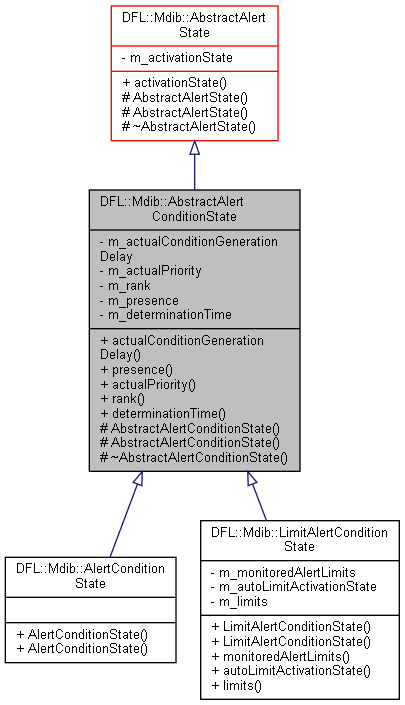 DFL::Mdib::AbstractAlert
State
- m_activationState
+ activationState()
# AbstractAlertState()
# AbstractAlertState()
# ~AbstractAlertState()
DFL::Mdib::AbstractAlert
ConditionState
- m_actualConditionGeneration
Delay
- m_actualPriority
- m_rank
- m_presence
- m_determinationTime
+ actualConditionGeneration
Delay()
+ presence()
+ actualPriority()
+ rank()
+ determinationTime()
# AbstractAlertConditionState()
# AbstractAlertConditionState()
# ~AbstractAlertConditionState()
DFL::Mdib::AlertCondition
State
+ AlertConditionState()
+ AlertConditionState()
DFL::Mdib::LimitAlertCondition
State
- m_monitoredAlertLimits
- m_autoLimitActivationState
- m_limits
+ LimitAlertConditionState()
+ LimitAlertConditionState()
+ monitoredAlertLimits()
+ autoLimitActivationState()
+ limits()